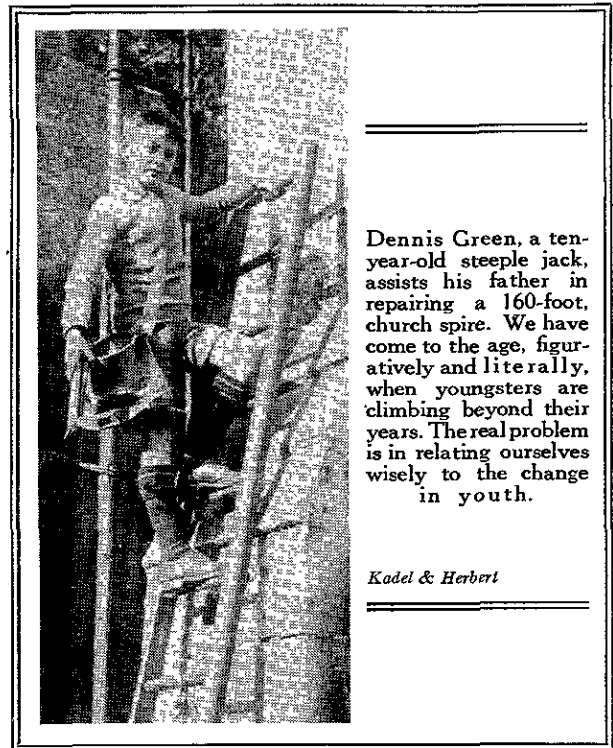 Dennis Green, a ten-
year-old steeple jack,
assists his father in
repairing a 160-foot,
church spire. We have
come to the age, figur-
atively and literally,
when youngsters are
climbing beyond their
years. The real problem
is in relating ourselves
wisely to the change
in youth.
Kadel & Herbert